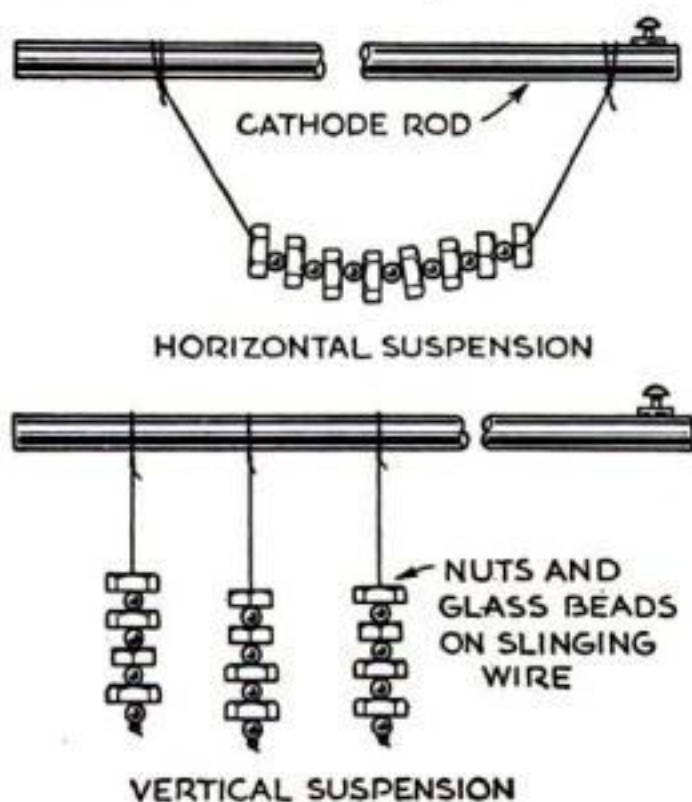 CATHODE ROD
HORIZONTAL SUSPENSION
NUTS AND
GLASS BEADS
ON SLINGING
WIRE
VERTICAL SUSPENSION